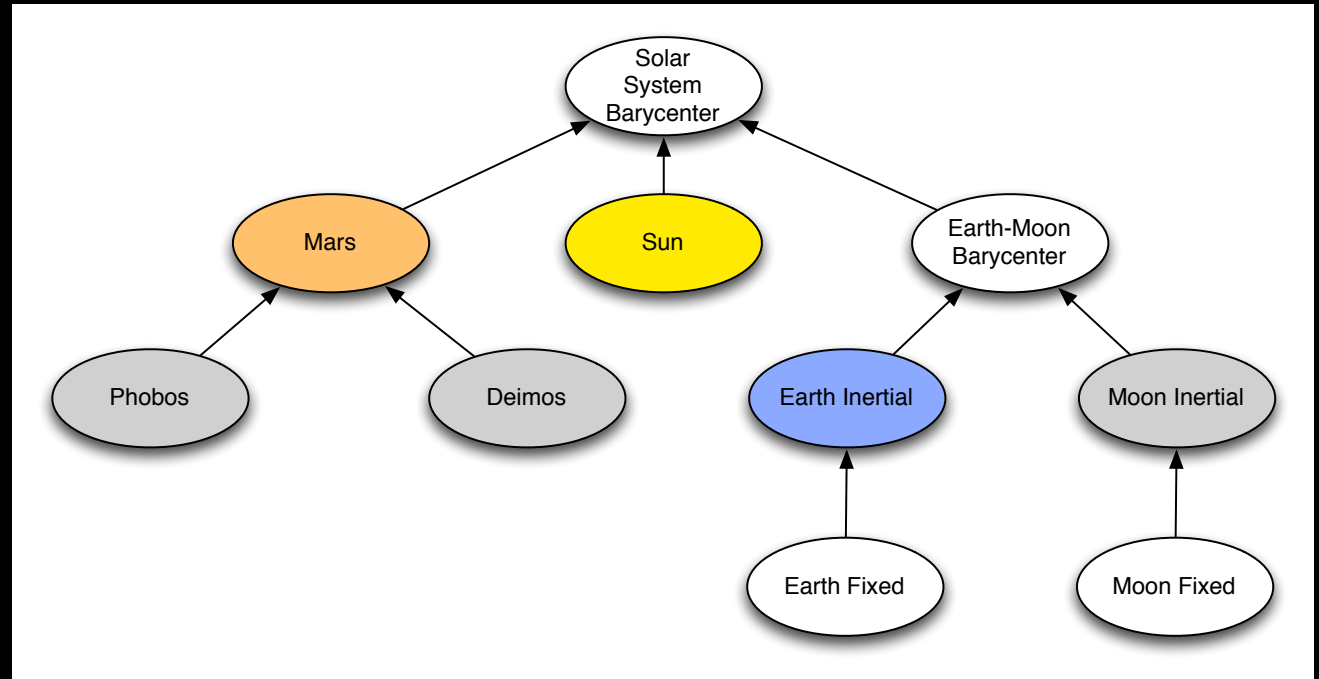 Solar
System
Barycenter
Mars
Sun
Earth-Moon
Barycenter
Phobos
Deimos
Earth Inertial
Moon Inertial
Earth Fixed
Moon Fixed